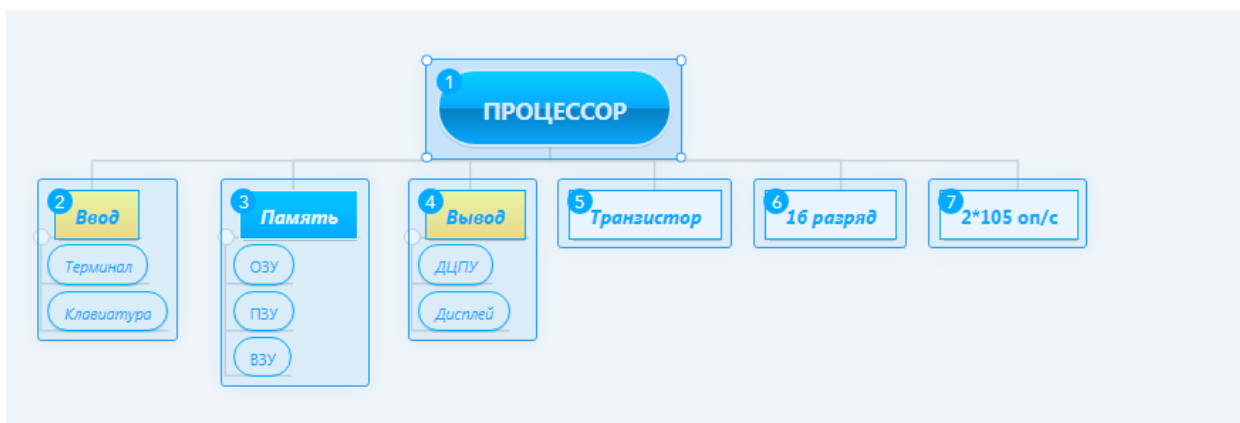 1
ПРОЦЕССОР
2
Ввод
Терминал
Клавиатура
3
Память
ОЗУ
ПЗУ
ВЗУ
4
Вывод
ДЦПУ
Дисплей
5
Транзистор
6
16 разряд
7
2*105 оп/с